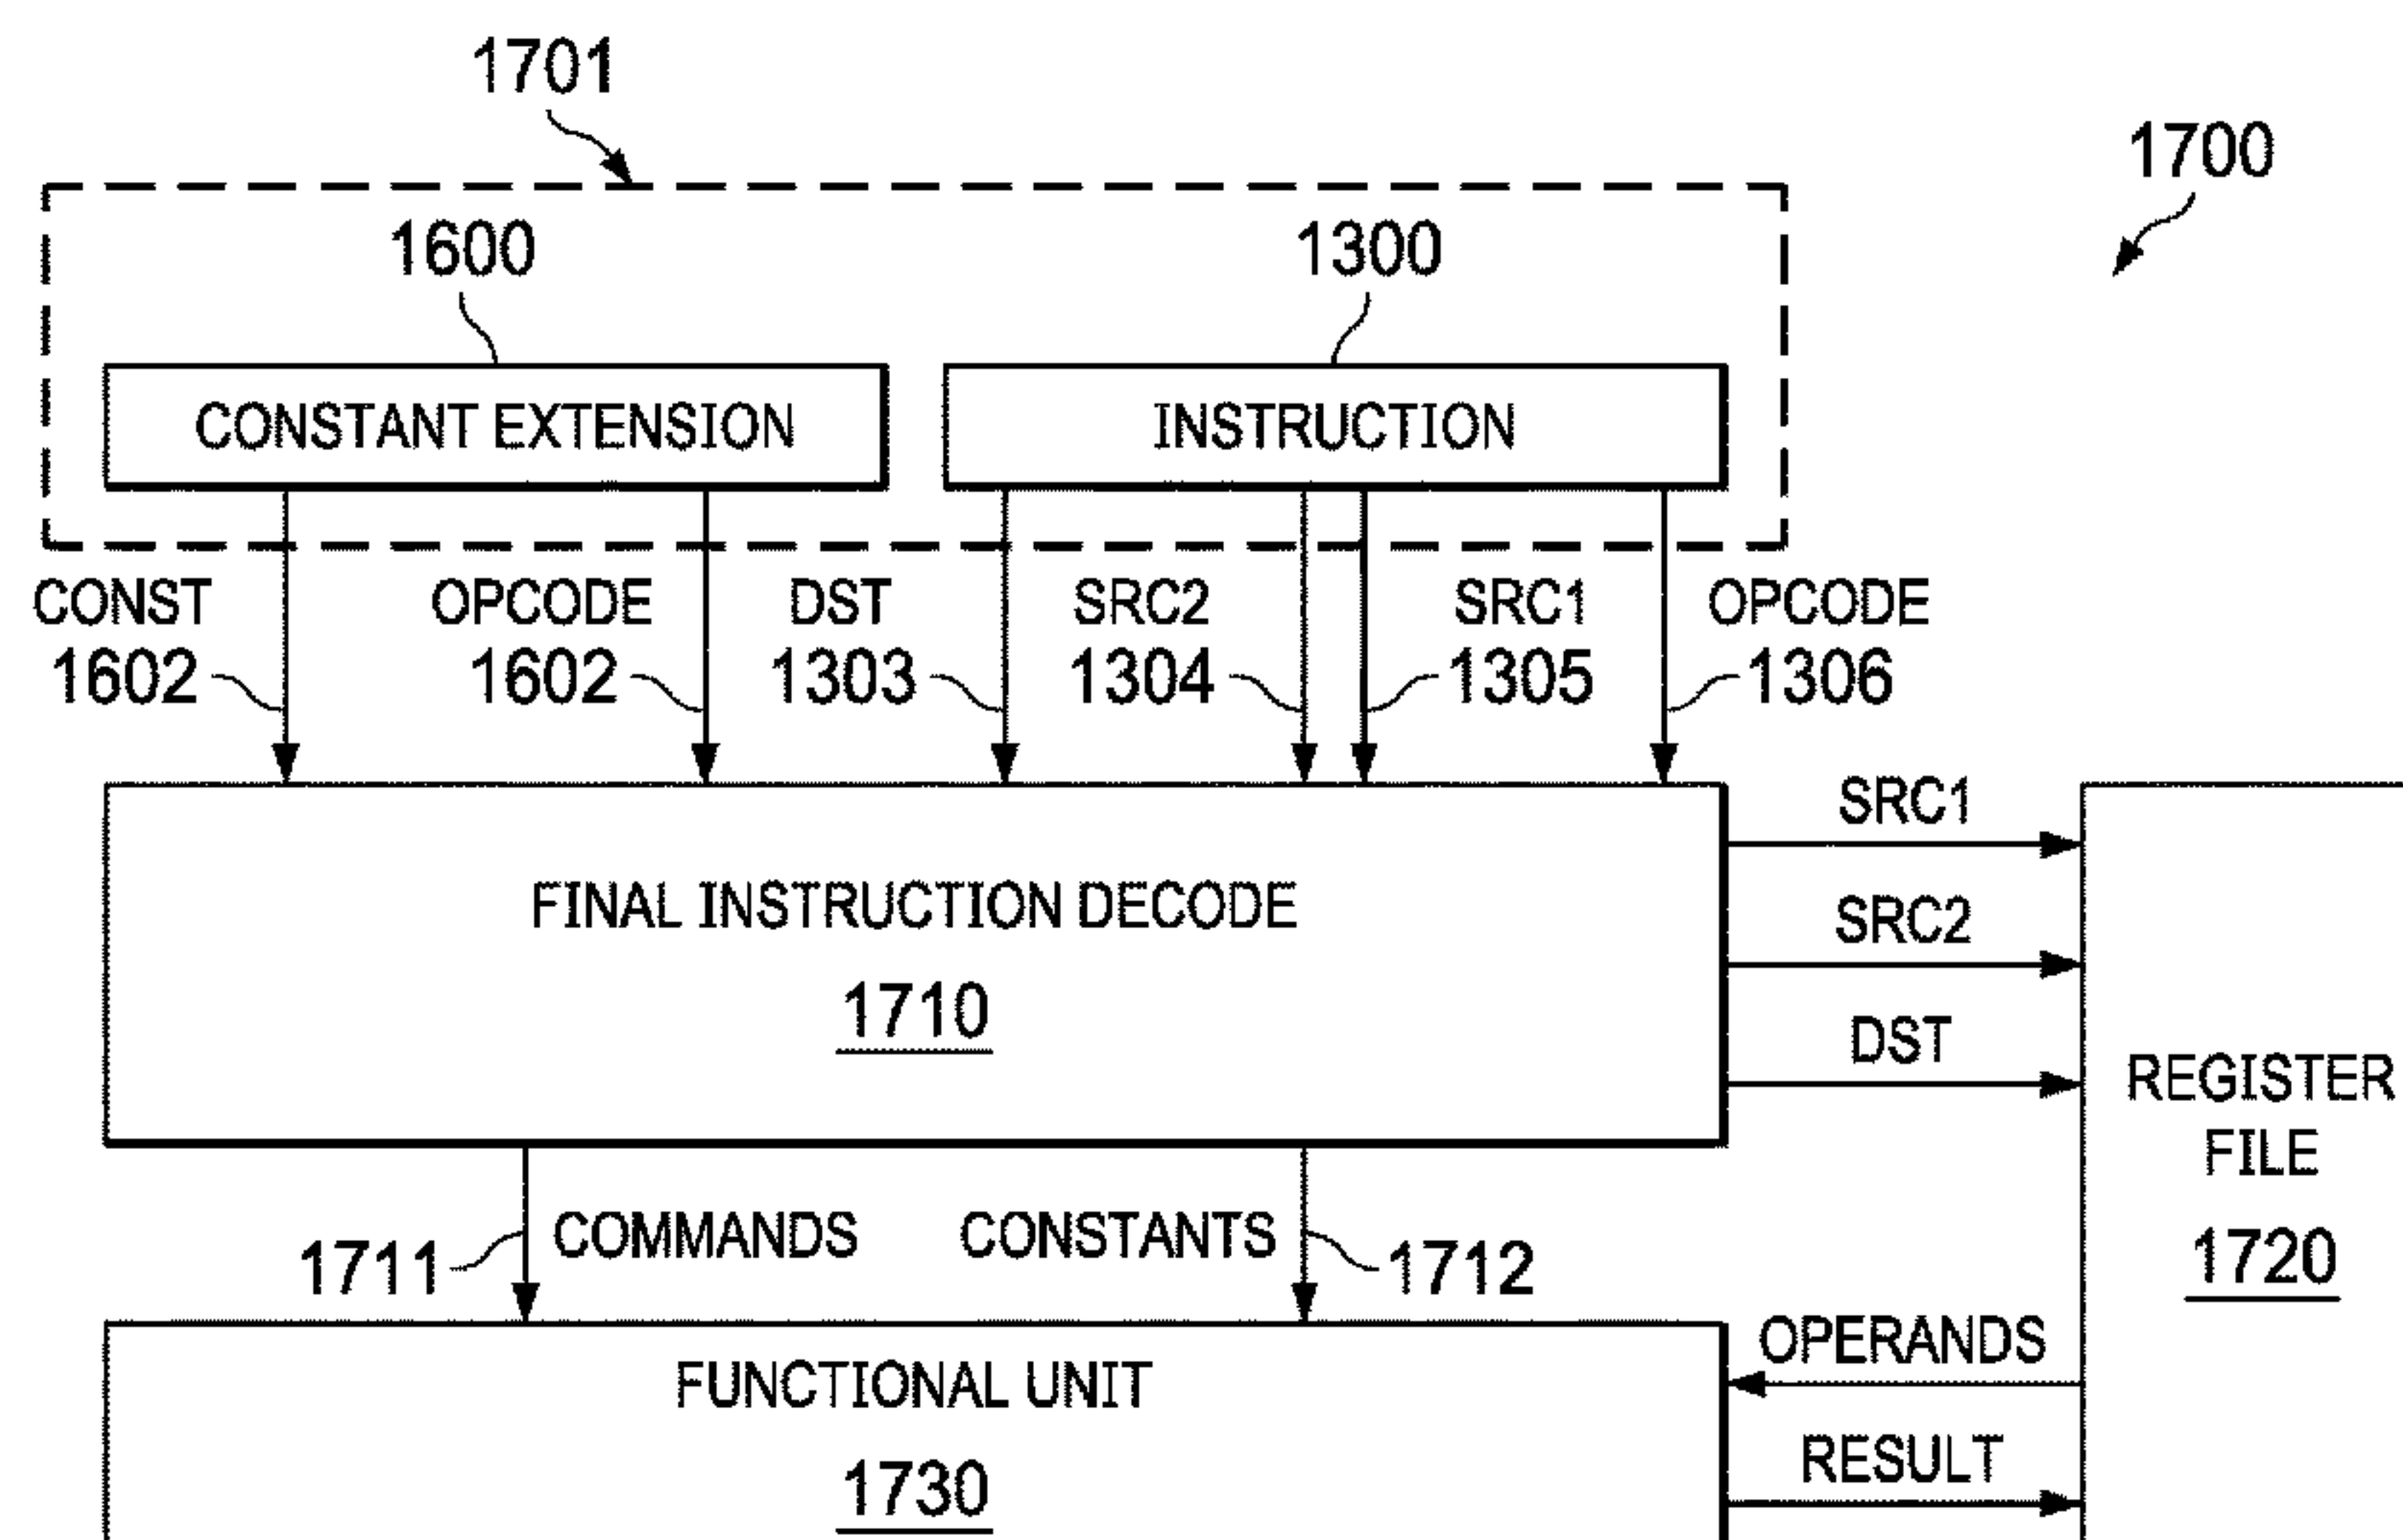 1701
1700
1600
1300
CONSTANT EXTENSION
INSTRUCTION
CONST
1602
OPCODE
1602
DST
1303
SRC2
1304
SRC1
1305
OPCODE
1306
SRC1
SRC2
DST
FINAL INSTRUCTION DECODE
1710
REGISTER
FILE
1720
1711
COMMANDS
CONSTANTS
1712
OPERANDS
RESULT
FUNCTIONAL UNIT
1730